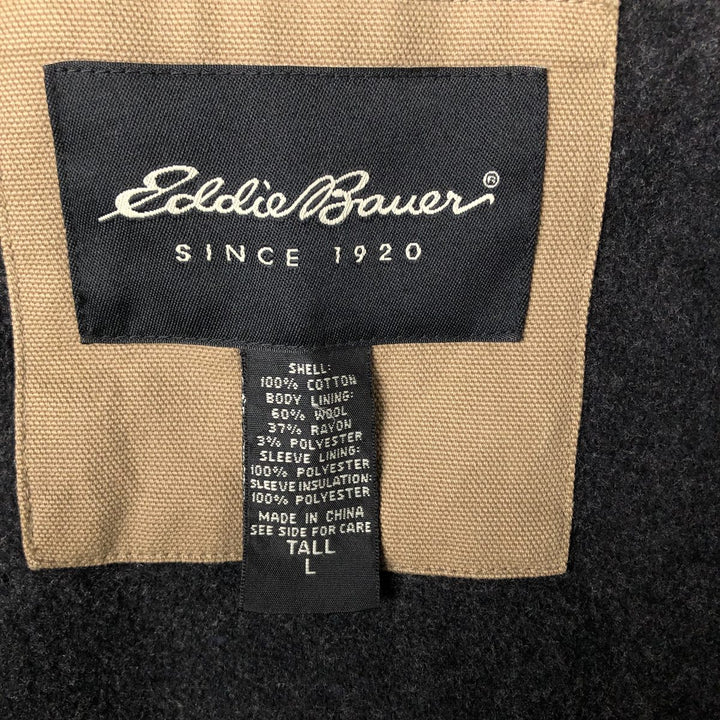 Eddie Bauer®
SINCE 1920
SHELL:
100% COTTON
BODY LINING:
60% WOOL
37% RAYON
3% POLYESTER
SLEEVE LINING:
100% POLYESTER
SLEEVE INSULATION:
100% POLYESTER
MADE IN CHINA
SEE SIDE FOR CARE
TALL
L